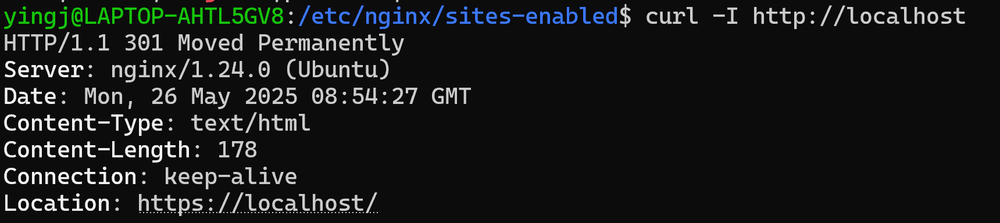 yingj@LAPTOP-AHTL5GV8:/etc/nginx/sites-enabled$ curl -I http://localhost
HTTP/1.1 301 Moved Permanently
Server: nginx/1.24.0 (Ubuntu)
Date: Mon, 26 May 2025 08:54:27 GMT
Content-Type: text/html
Content-Length: 178
Connection: keep-alive
Location: https://localhost/